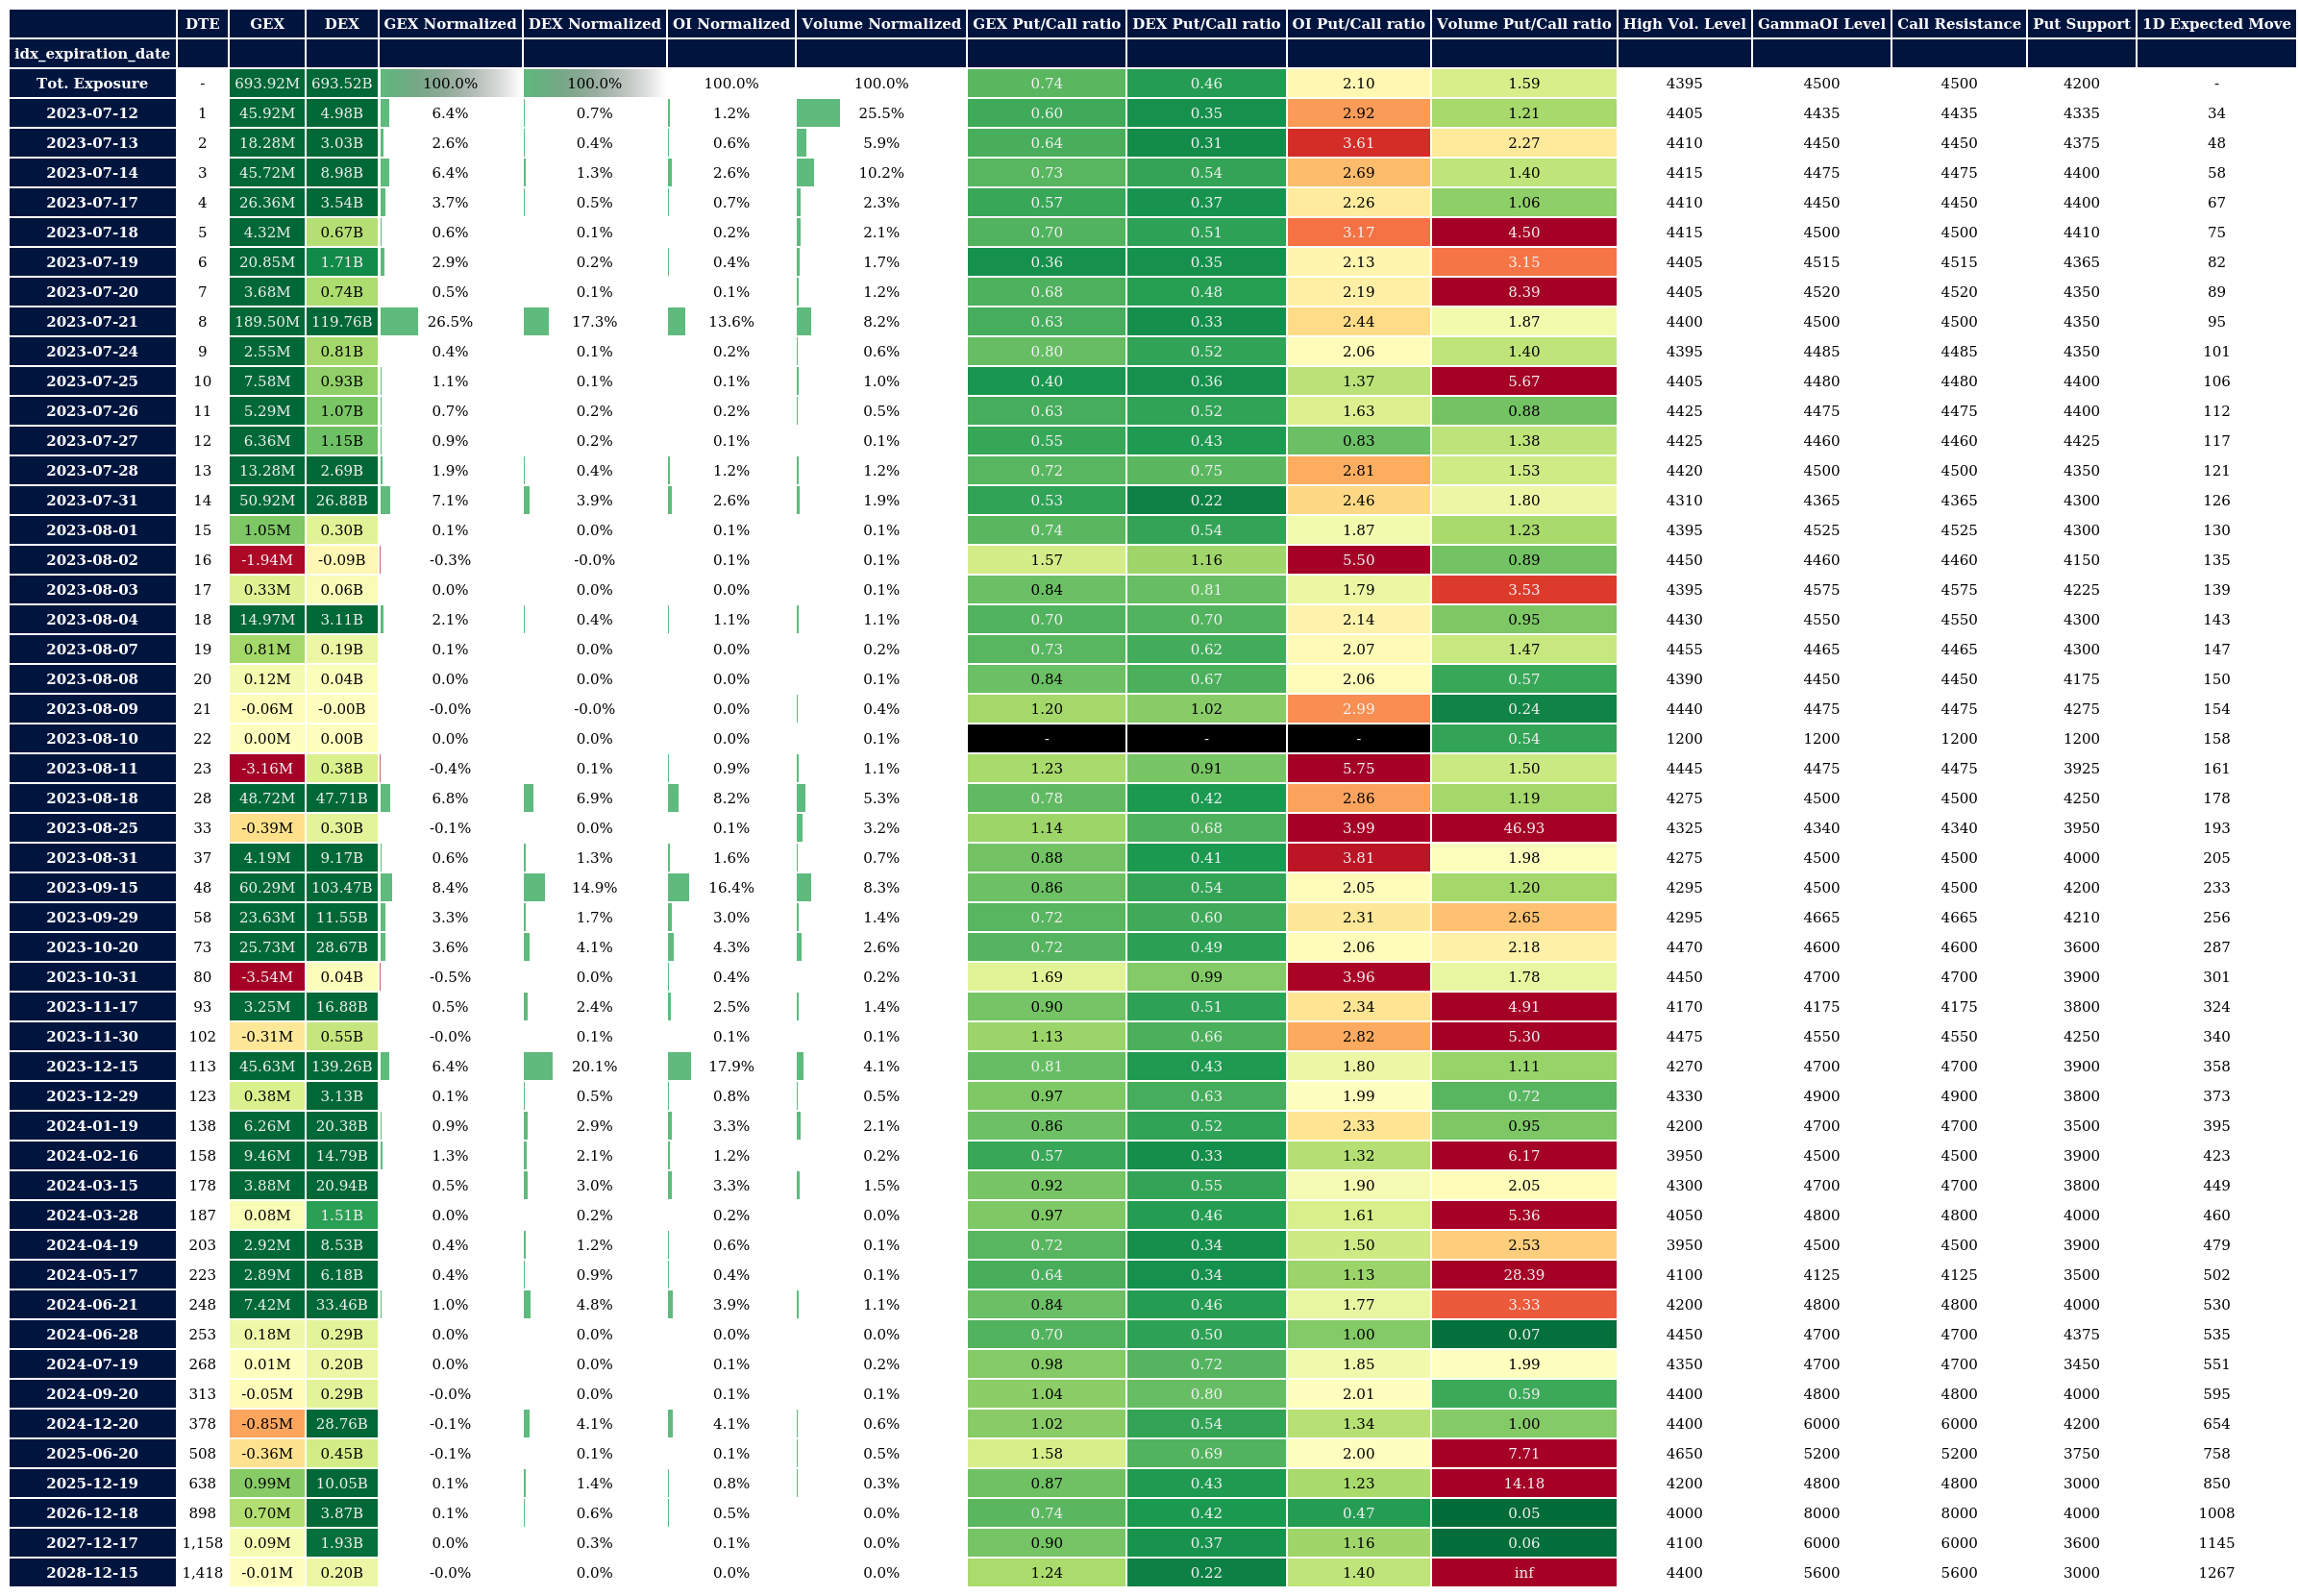 DTE GEX DEX GEX Normalized DEX Normalized OI Normalized Volume Normalized GEX Put/Call ratio DEX Put/Call ratio OI Put/Call ratio Volume Put/Call ratio High Vol. Level GammaOI Level Call Resistance Put Support 1D Expected Move
idx_expiration_date
Tot. Exposure - 693.92M 693.52B 100.0% 100.0% 100.0% 100.0% 0.74 0.46 2.10 1.59 4395 4500 4500 4200 -
2023-07-12 1 45.92M 4.98B 6.4% 0.7% 1.2% 25.5% 0.60 0.35 2.92 1.21 4405 4435 4435 4335 34
2023-07-13 2 18.28M 3.03B 2.6% 0.4% 0.6% 5.9% 0.64 0.31 3.61 2.27 4410 4450 4450 4375 48
2023-07-14 3 45.72M 8.98B 6.4% 1.3% 2.6% 10.2% 0.73 0.54 2.69 1.40 4415 4475 4475 4400 58
2023-07-17 4 26.36M 3.54B 3.7% 0.5% 0.7% 2.3% 0.57 0.37 2.26 1.06 4410 4450 4450 4400 67
2023-07-18 5 4.32M 0.67B 0.6% 0.1% 0.2% 2.1% 0.70 0.51 3.17 4.50 4415 4500 4500 4410 75
2023-07-19 6 20.85M 1.71B 2.9% 0.2% 0.4% 1.7% 0.36 0.35 2.13 3.15 4405 4515 4515 4365 82
2023-07-20 7 3.68M 0.74B 0.5% 0.1% 0.1% 1.2% 0.68 0.48 2.19 8.39 4405 4520 4520 4350 89
2023-07-21 8 189.50M 119.76B 26.5% 17.3% 13.6% 8.2% 0.63 0.33 2.44 1.87 4400 4500 4500 4350 95
2023-07-24 9 2.55M 0.81B 0.4% 0.1% 0.2% 0.6% 0.80 0.52 2.06 1.40 4395 4485 4485 4350 101
2023-07-25 10 7.58M 0.93B 1.1% 0.1% 0.1% 1.0% 0.40 0.36 1.37 5.67 4405 4480 4480 4400 106
2023-07-26 11 5.29M 1.07B 0.7% 0.2% 0.2% 0.5% 0.63 0.52 1.63 0.88 4425 4475 4475 4400 112
2023-07-27 12 6.36M 1.15B 0.9% 0.2% 0.1% 0.1% 0.55 0.43 0.83 1.38 4425 4460 4460 4425 117
2023-07-28 13 13.28M 2.69B 1.9% 0.4% 1.2% 1.2% 0.72 0.75 2.81 1.53 4420 4500 4500 4350 121
2023-07-31 14 50.92M 26.88B 7.1% 3.9% 2.6% 1.9% 0.53 0.22 2.46 1.80 4310 4365 4365 4300 126
2023-08-01 15 1.05M 0.30B 0.1% 0.0% 0.1% 0.1% 0.74 0.54 1.87 1.23 4395 4525 4525 4300 130
2023-08-02 16 -1.94M -0.09B -0.3% -0.0% 0.1% 0.1% 1.57 1.16 5.50 0.89 4450 4460 4460 4150 135
2023-08-03 17 0.33M 0.06B 0.0% 0.0% 0.0% 0.1% 0.84 0.81 1.79 3.53 4395 4575 4575 4225 139
2023-08-04 18 14.97M 3.11B 2.1% 0.4% 1.1% 1.1% 0.70 0.70 2.14 0.95 4430 4550 4550 4300 143
2023-08-07 19 0.81M 0.19B 0.1% 0.0% 0.0% 0.2% 0.73 0.62 2.07 1.47 4455 4465 4465 4300 147
2023-08-08 20 0.12M 0.04B 0.0% 0.0% 0.0% 0.1% 0.84 0.67 2.06 0.57 4390 4450 4450 4175 150
2023-08-09 21 -0.06M -0.00B -0.0% -0.0% 0.0% 0.4% 1.20 1.02 2.99 0.24 4440 4475 4475 4275 154
2023-08-10 22 0.00M 0.00B 0.0% 0.0% 0.0% 0.1% - - - 0.54 1200 1200 1200 1200 158
2023-08-11 23 -3.16M 0.38B -0.4% 0.1% 0.9% 1.1% 1.23 0.91 5.75 1.50 4445 4475 4475 3925 161
2023-08-18 28 48.72M 47.71B 6.8% 6.9% 8.2% 5.3% 0.78 0.42 2.86 1.19 4275 4500 4500 4250 178
2023-08-25 33 -0.39M 0.30B -0.1% 0.0% 0.1% 3.2% 1.14 0.68 3.99 46.93 4325 4340 4340 3950 193
2023-08-31 37 4.19M 9.17B 0.6% 1.3% 1.6% 0.7% 0.88 0.41 3.81 1.98 4275 4500 4500 4000 205
2023-09-15 48 60.29M 103.47B 8.4% 14.9% 16.4% 8.3% 0.86 0.54 2.05 1.20 4295 4500 4500 4200 233
2023-09-29 58 23.63M 11.55B 3.3% 1.7% 3.0% 1.4% 0.72 0.60 2.31 2.65 4295 4665 4665 4210 256
2023-10-20 73 25.73M 28.67B 3.6% 4.1% 4.3% 2.6% 0.72 0.49 2.06 2.18 4470 4600 4600 3600 287
2023-10-31 80 -3.54M 0.04B -0.5% 0.0% 0.4% 0.2% 1.69 0.99 3.96 1.78 4450 4700 4700 3900 301
2023-11-17 93 3.25M 16.88B 0.5% 2.4% 2.5% 1.4% 0.90 0.51 2.34 4.91 4170 4175 4175 3800 324
2023-11-30 102 -0.31M 0.55B -0.0% 0.1% 0.1% 0.1% 1.13 0.66 2.82 5.30 4475 4550 4550 4250 340
2023-12-15 113 45.63M 139.26B 6.4% 20.1% 17.9% 4.1% 0.81 0.43 1.80 1.11 4270 4700 4700 3900 358
2023-12-29 123 0.38M 3.13B 0.1% 0.5% 0.8% 0.5% 0.97 0.63 1.99 0.72 4330 4900 4900 3800 373
2024-01-19 138 6.26M 20.38B 0.9% 2.9% 3.3% 2.1% 0.86 0.52 2.33 0.95 4200 4700 4700 3500 395
2024-02-16 158 9.46M 14.79B 1.3% 2.1% 1.2% 0.2% 0.57 0.33 1.32 6.17 3950 4500 4500 3900 423
2024-03-15 178 3.88M 20.94B 0.5% 3.0% 3.3% 1.5% 0.92 0.55 1.90 2.05 4300 4700 4700 3800 449
2024-03-28 187 0.08M 1.51B 0.0% 0.2% 0.2% 0.0% 0.97 0.46 1.61 5.36 4050 4800 4800 4000 460
2024-04-19 203 2.92M 8.53B 0.4% 1.2% 0.6% 0.1% 0.72 0.34 1.50 2.53 3950 4500 4500 3900 479
2024-05-17 223 2.89M 6.18B 0.4% 0.9% 0.4% 0.1% 0.64 0.34 1.13 28.39 4100 4125 4125 3500 502
2024-06-21 248 7.42M 33.46B 1.0% 4.8% 3.9% 1.1% 0.84 0.46 1.77 3.33 4200 4800 4800 4000 530
2024-06-28 253 0.18M 0.29B 0.0% 0.0% 0.0% 0.0% 0.70 0.50 1.00 0.07 4450 4700 4700 4375 535
2024-07-19 268 0.01M 0.20B 0.0% 0.0% 0.1% 0.2% 0.98 0.72 1.85 1.99 4350 4700 4700 3450 551
2024-09-20 313 -0.05M 0.29B -0.0% 0.0% 0.1% 0.1% 1.04 0.80 2.01 0.59 4400 4800 4800 4000 595
2024-12-20 378 -0.85M 28.76B -0.1% 4.1% 4.1% 0.6% 1.02 0.54 1.34 1.00 4400 6000 6000 4200 654
2025-06-20 508 -0.36M 0.45B -0.1% 0.1% 0.1% 0.5% 1.58 0.69 2.00 7.71 4650 5200 5200 3750 758
2025-12-19 638 0.99M 10.05B 0.1% 1.4% 0.8% 0.3% 0.87 0.43 1.23 14.18 4200 4800 4800 3000 850
2026-12-18 898 0.70M 3.87B 0.1% 0.6% 0.5% 0.0% 0.74 0.42 0.47 0.05 4000 8000 8000 4000 1008
2027-12-17 1,158 0.09M 1.93B 0.0% 0.3% 0.1% 0.0% 0.90 0.37 1.16 0.06 4100 6000 6000 3600 1145
2028-12-15 1,418 -0.01M 0.20B -0.0% 0.0% 0.0% 0.0% 1.24 0.22 1.40 inf 4400 5600 5600 3000 1267